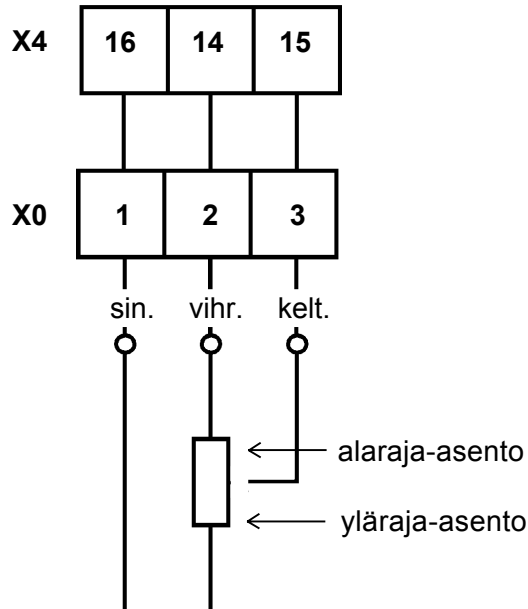 X4 16 14 15
X0 1 2 3
sin. vihr. kelt.
alaraja-asento
yläraja-asento